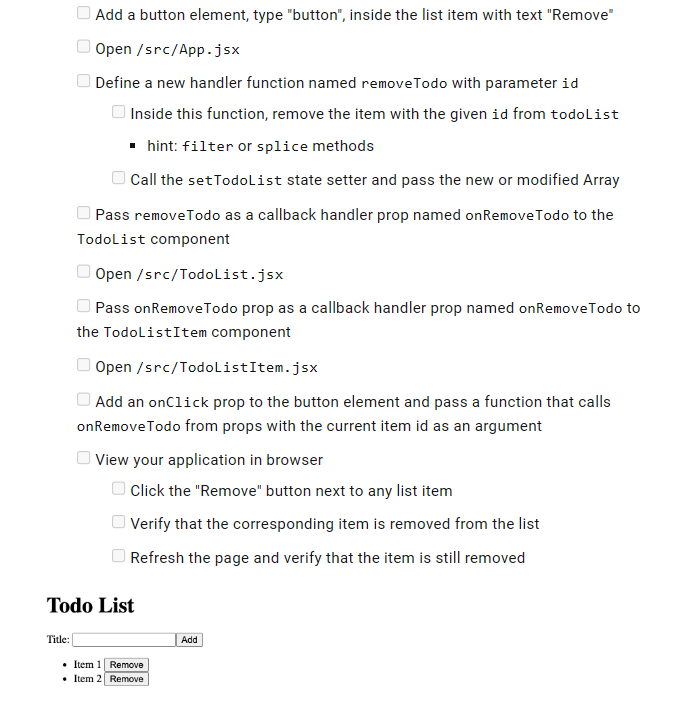 Add a button element, type "button", inside the list item with text "Remove"
Open /src/App.jsx
Define a new handler function named removeTodo with parameter id
Inside this function, remove the item with the given id from todoList
hint: filter or splice methods
Call the setTodoList state setter and pass the new or modified Array
Pass removeTodo as a callback handler prop named onRemoveTodo to the
TodoList component
Open /src/TodoList.jsx
Pass onRemoveTodo prop as a callback handler prop named onRemoveTodo to
the TodoListItem component
Open /src/TodoListItem.jsx
Add an onClick prop to the button element and pass a function that calls
onRemoveTodo from props with the current item id as an argument
View your application in browser
Click the "Remove" button next to any list item
Verify that the corresponding item is removed from the list
Refresh the page and verify that the item is still removed
Todo List
Title: Add
Item 1 Remove
Item 2 Remove